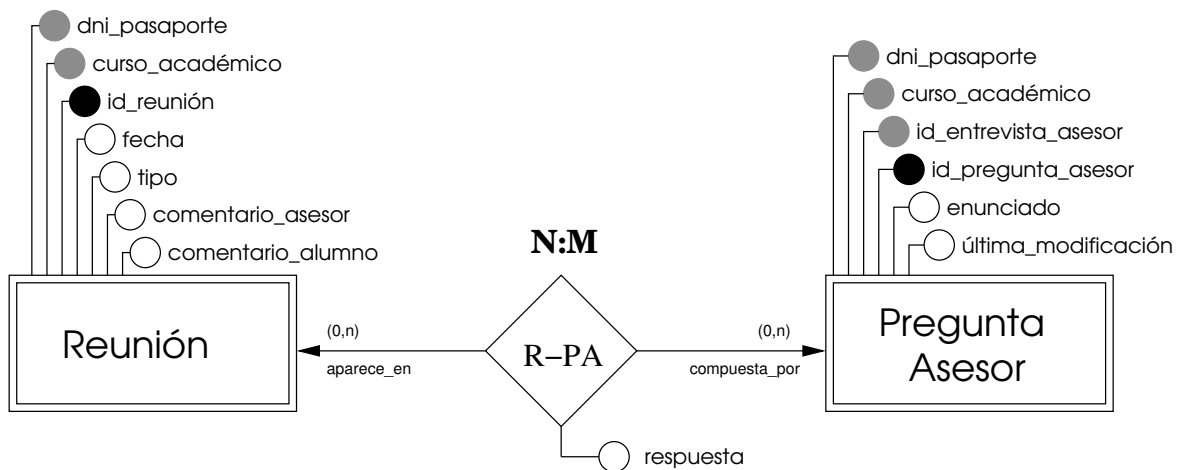 dni_pasaporte
curso_académico
id_reunión
fecha
tipo
comentario_asesor
comentario_alumno
Reunión
N:M
(0,n)
aparece_en
R–PA
(0,n)
compuesta_por
respuesta
dni_pasaporte
curso_académico
id_entrevista_asesor
id_pregunta_asesor
enunciado
última_modificación
Pregunta
Asesor